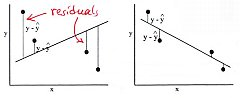 residuals
y
y - ŷ
y - ŷ
x
y
y - ŷ
y - ŷ
x